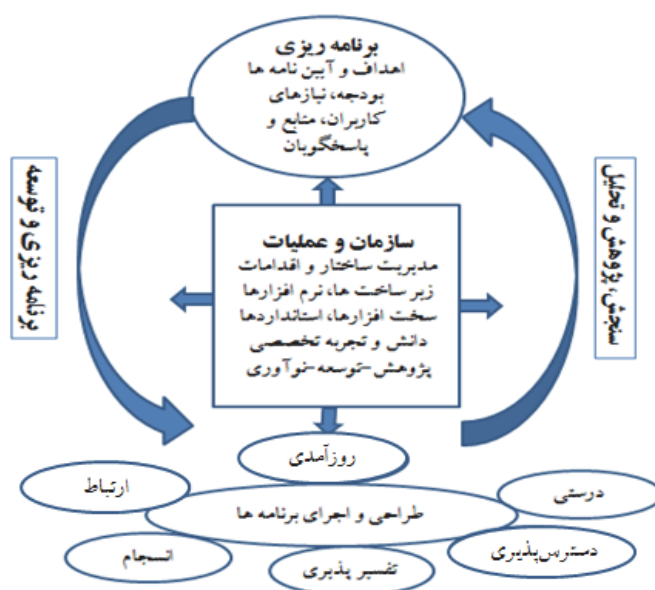 برنامه ریزی
اهداف و آیین نامه ها
بودجه، نیازهای
کاربران، منابع و
پاسخگویان
سنجش، پژوهش و تحلیل
برنامه ریزی و توسعه
سازمان و عملیات
مدیریت ساختار و اقدامات
زیر ساخت ها، نرم افزارها
سخت افزارها، استانداردها
دانش و تجربه تخصصی
پژوهش-توسعه-نوآوری
روزآمدی
ارتباط
درستی
طراحی و اجرای برنامه ها
انسجام
تفسیر پذیری
دسترس‌پذیری